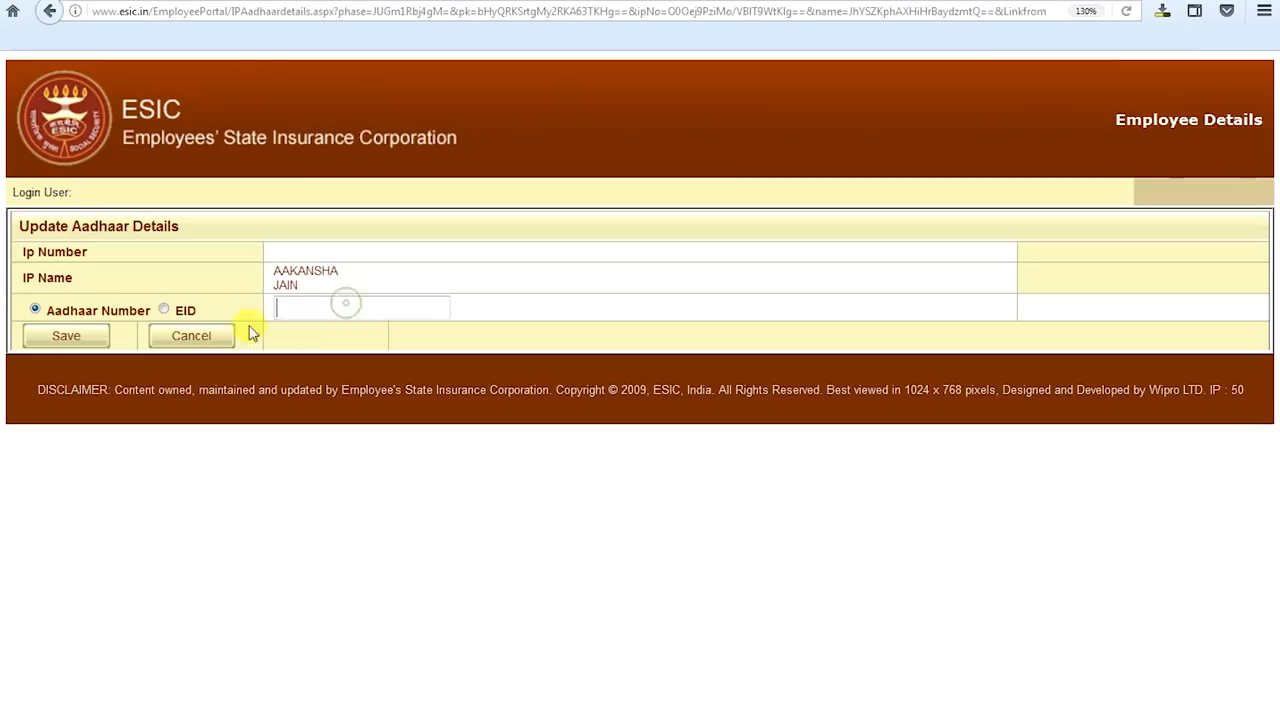 www.esic.in/EmployeePortal/IPAadhaardetails.aspx?phase=JUGm1Rbj4gM=&pk=bHyQRKSrtgMy2RKA63TKHg==&ipNo=O0Oej9PziMo/VBIT9WtKIg==&name=JhYSZKphAXHiHrBaydzmtQ==&Linkfrom 130%
ESIC
Employees' State Insurance Corporation
Employee Details
Login User:
Update Aadhaar Details
Ip Number
IP Name AAKANSHA
JAIN
Aadhaar Number EID
Save Cancel
DISCLAIMER: Content owned, maintained and updated by Employee's State Insurance Corporation. Copyright © 2009, ESIC, India. All Rights Reserved. Best viewed in 1024 x 768 pixels, Designed and Developed by Wipro LTD. IP : 50